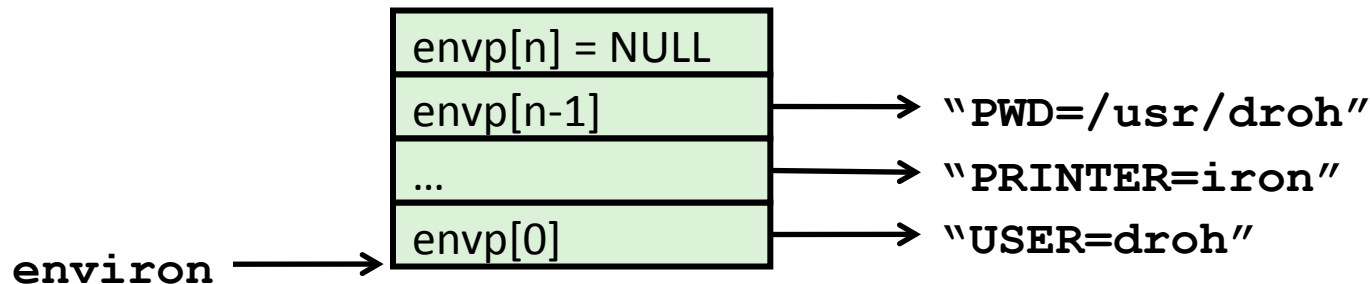 envp[n] = NULL
envp[n-1]
“PWD=/usr/droh”
…
“PRINTER=iron”
envp[0]
“USER=droh”
environ